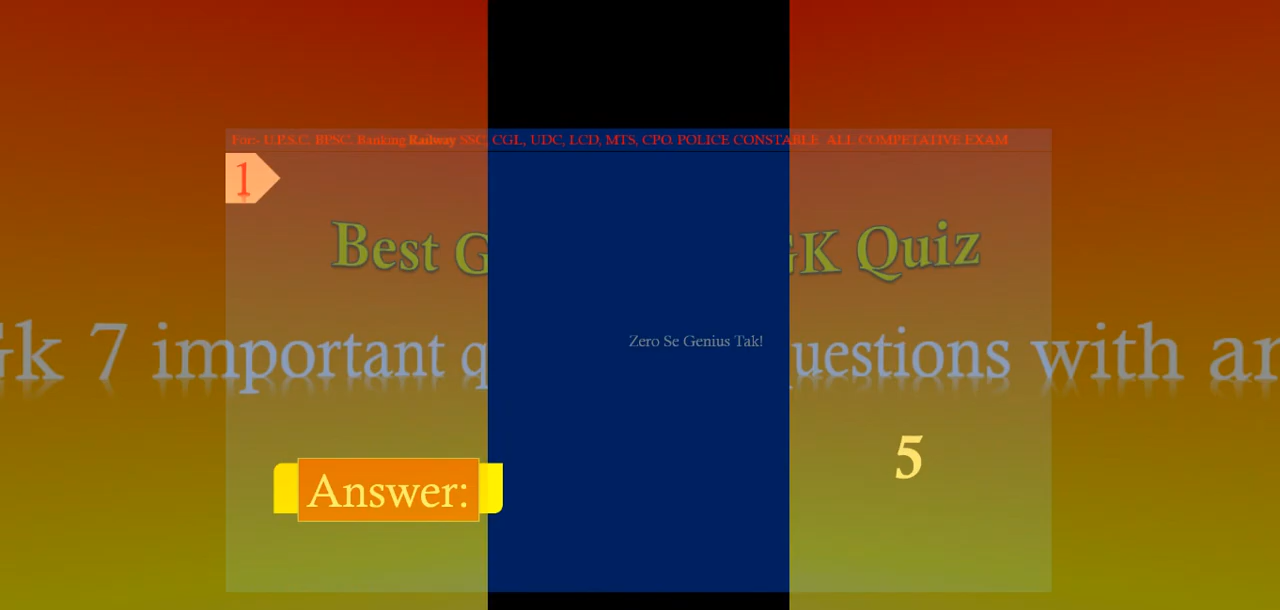 For:- U.P.S.C. BPSC. Banking Railway SSC, CGL, UDC, LCD, MTS, CPO. POLICE CONSTABLE ALL COMPETATIVE EXAM
1
Best GK Quiz
Gk 7 important questions with
Zero Se Genius Tak!
5
Answer: